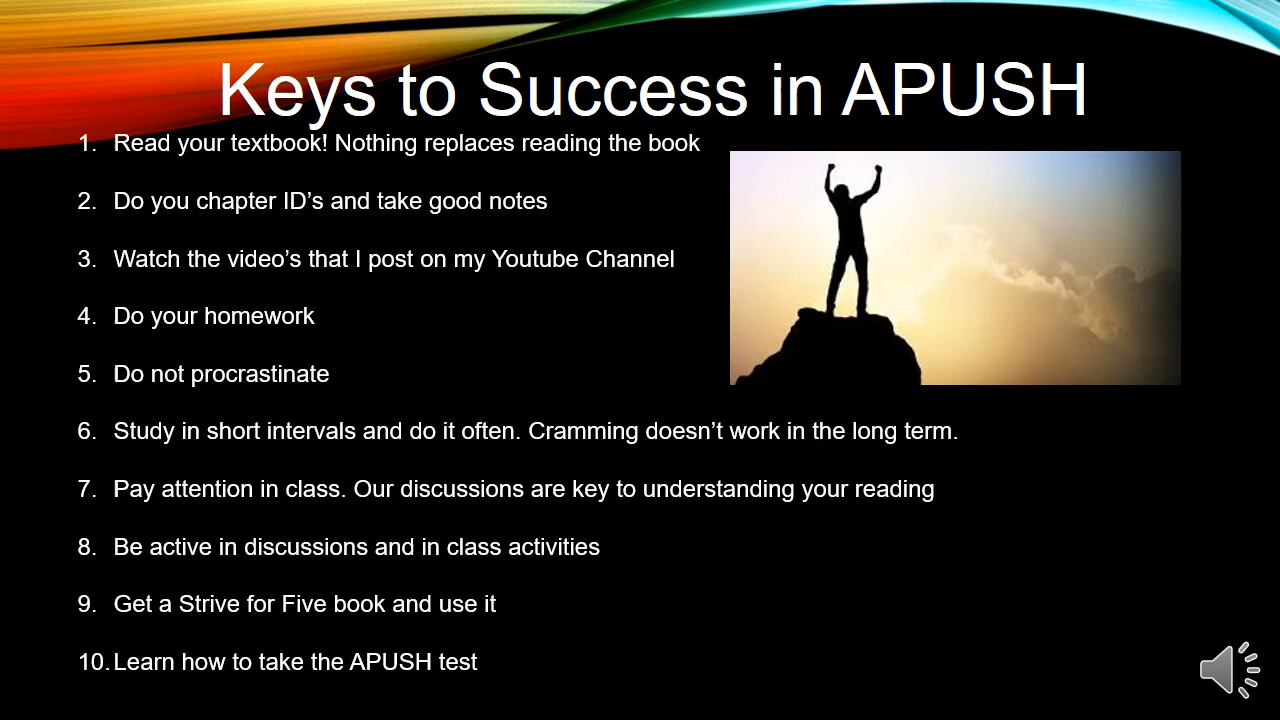 Keys to Success in APUSH
1. Read your textbook! Nothing replaces reading the book
2. Do you chapter ID’s and take good notes
3. Watch the video’s that I post on my Youtube Channel
4. Do your homework
5. Do not procrastinate
6. Study in short intervals and do it often. Cramming doesn’t work in the long term.
7. Pay attention in class. Our discussions are key to understanding your reading
8. Be active in discussions and in class activities
9. Get a Strive for Five book and use it
10. Learn how to take the APUSH test